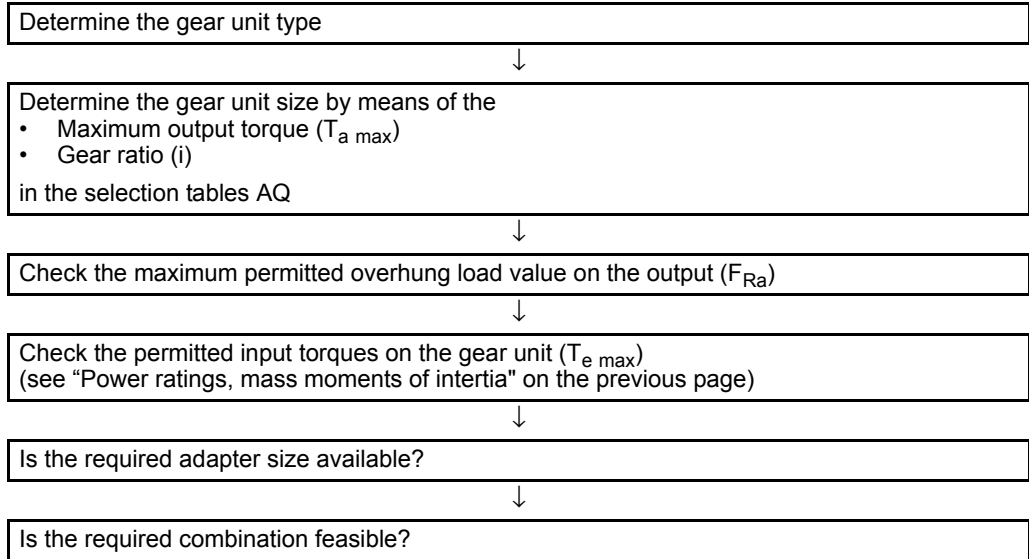 Determine the gear unit type
↓
Determine the gear unit size by means of the
• Maximum output torque (Ta max)
• Gear ratio (i)
in the selection tables AQ
↓
Check the maximum permitted overhung load value on the output (FRa)
↓
Check the permitted input torques on the gear unit (Te max)
(see “Power ratings, mass moments of intertia" on the previous page)
↓
Is the required adapter size available?
↓
Is the required combination feasible?